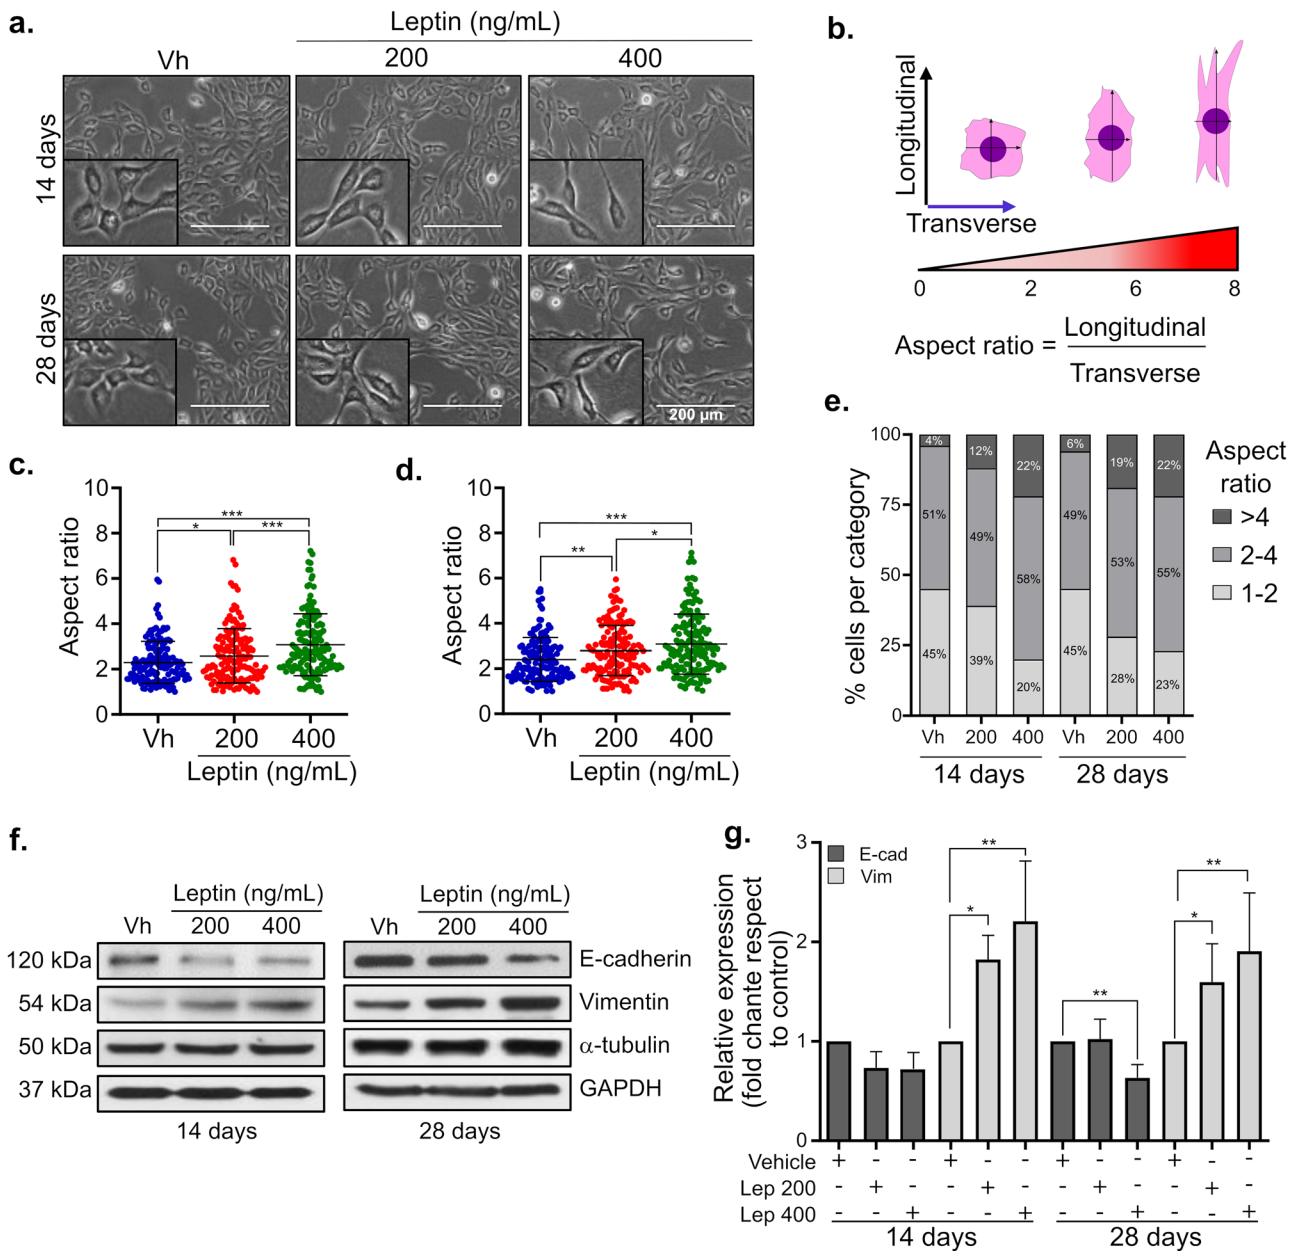 a.
Leptin (ng/mL)
Vh 200 400
14 days
28 days
200 µm
b.
Longitudinal
Transverse
0 2 6 8
Aspect ratio = Longitudinal
Transverse
c.
Aspect ratio
10
8
6
4
2
0
***
* ***
Vh 200 400
Leptin (ng/mL)
d.
Aspect ratio
10
8
6
4
2
0
***
** *
Vh 200 400
Leptin (ng/mL)
e.
% cells per category
100
75
50
25
0
4% 12% 22% 6% 19% 22%
51% 49% 58% 49% 53% 55%
45% 39% 20% 45% 28% 23%
Vh 200 400 Vh 200 400
14 days 28 days
Aspect
ratio
>4
2-4
1-2
f.
Leptin (ng/mL) Leptin (ng/mL)
Vh 200 400 Vh 200 400
120 kDa E-cadherin
54 kDa Vimentin
50 kDa α-tubulin
37 kDa GAPDH
14 days 28 days
g.
Relative expression
(fold chante respect
to control)
3
2
1
0
E-cad
Vim
** **
* ** *
Vehicle + - - + - - + - - + - -
Lep 200 - + - - + - - + - - + -
Lep 400 - - + - - + - - + - - +
14 days 28 days